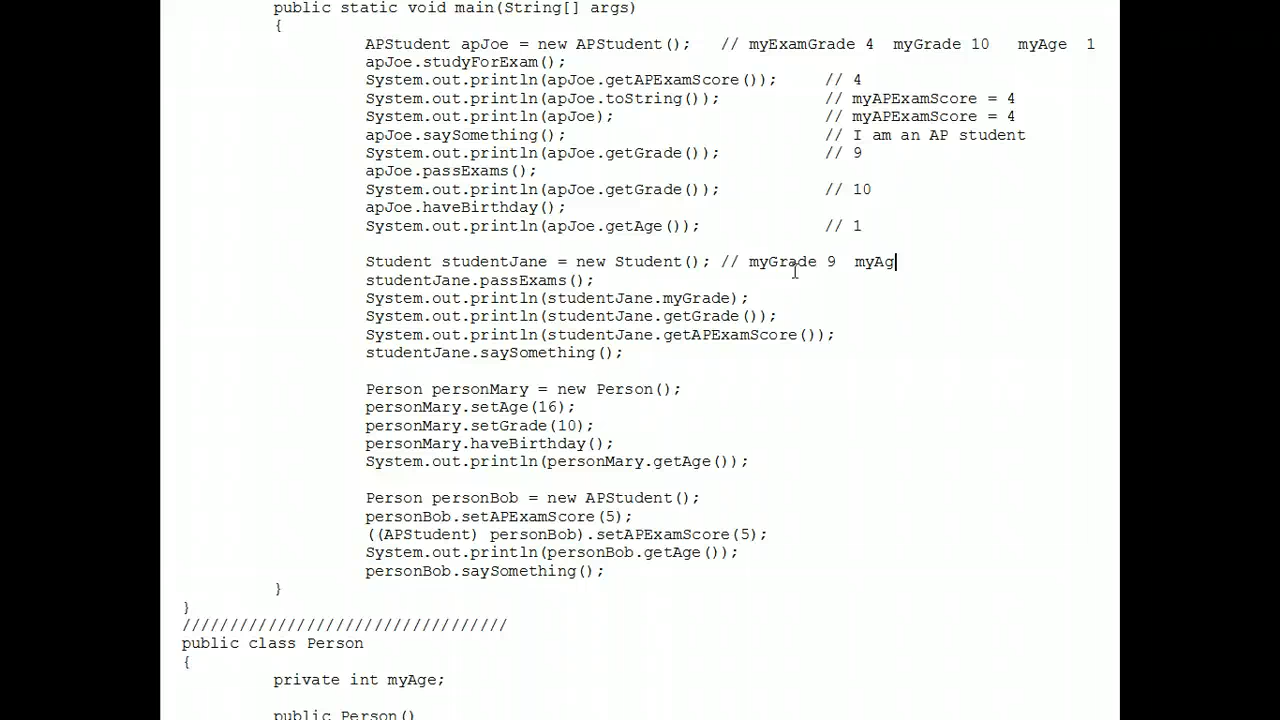 public static void main(String[] args)
{
APStudent apJoe = new APStudent();   // myExamGrade 4  myGrade 10   myAge  1
apJoe.studyForExam();
System.out.println(apJoe.getAPExamScore());     // 4
System.out.println(apJoe.toString());           // myAPExamScore = 4
System.out.println(apJoe);                      // myAPExamScore = 4
apJoe.saySomething();                           // I am an AP student
System.out.println(apJoe.getGrade());           // 9
apJoe.passExams();
System.out.println(apJoe.getGrade());           // 10
apJoe.haveBirthday();
System.out.println(apJoe.getAge());             // 1
Student studentJane = new Student(); // myGrade 9  myAg
studentJane.passExams();
System.out.println(studentJane.myGrade);
System.out.println(studentJane.getGrade());
System.out.println(studentJane.getAPExamScore());
studentJane.saySomething();
Person personMary = new Person();
personMary.setAge(16);
personMary.setGrade(10);
personMary.haveBirthday();
System.out.println(personMary.getAge());
Person personBob = new APStudent();
personBob.setAPExamScore(5);
((APStudent) personBob).setAPExamScore(5);
System.out.println(personBob.getAge());
personBob.saySomething();
}
}
//////////////////////////////////
public class Person
{
private int myAge;
public Person()